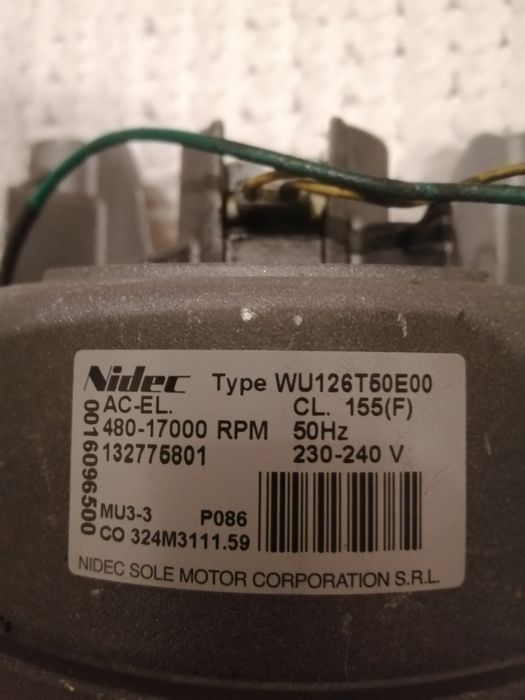 Nidec Type WU126T50E00
AC-EL. CL. 155(F)
480-17000 RPM 50Hz
132775801 230-240 V
0016096500
MU3-3 P086
CO 324M3111.59
NIDEC SOLE MOTOR CORPORATION S.R.L.